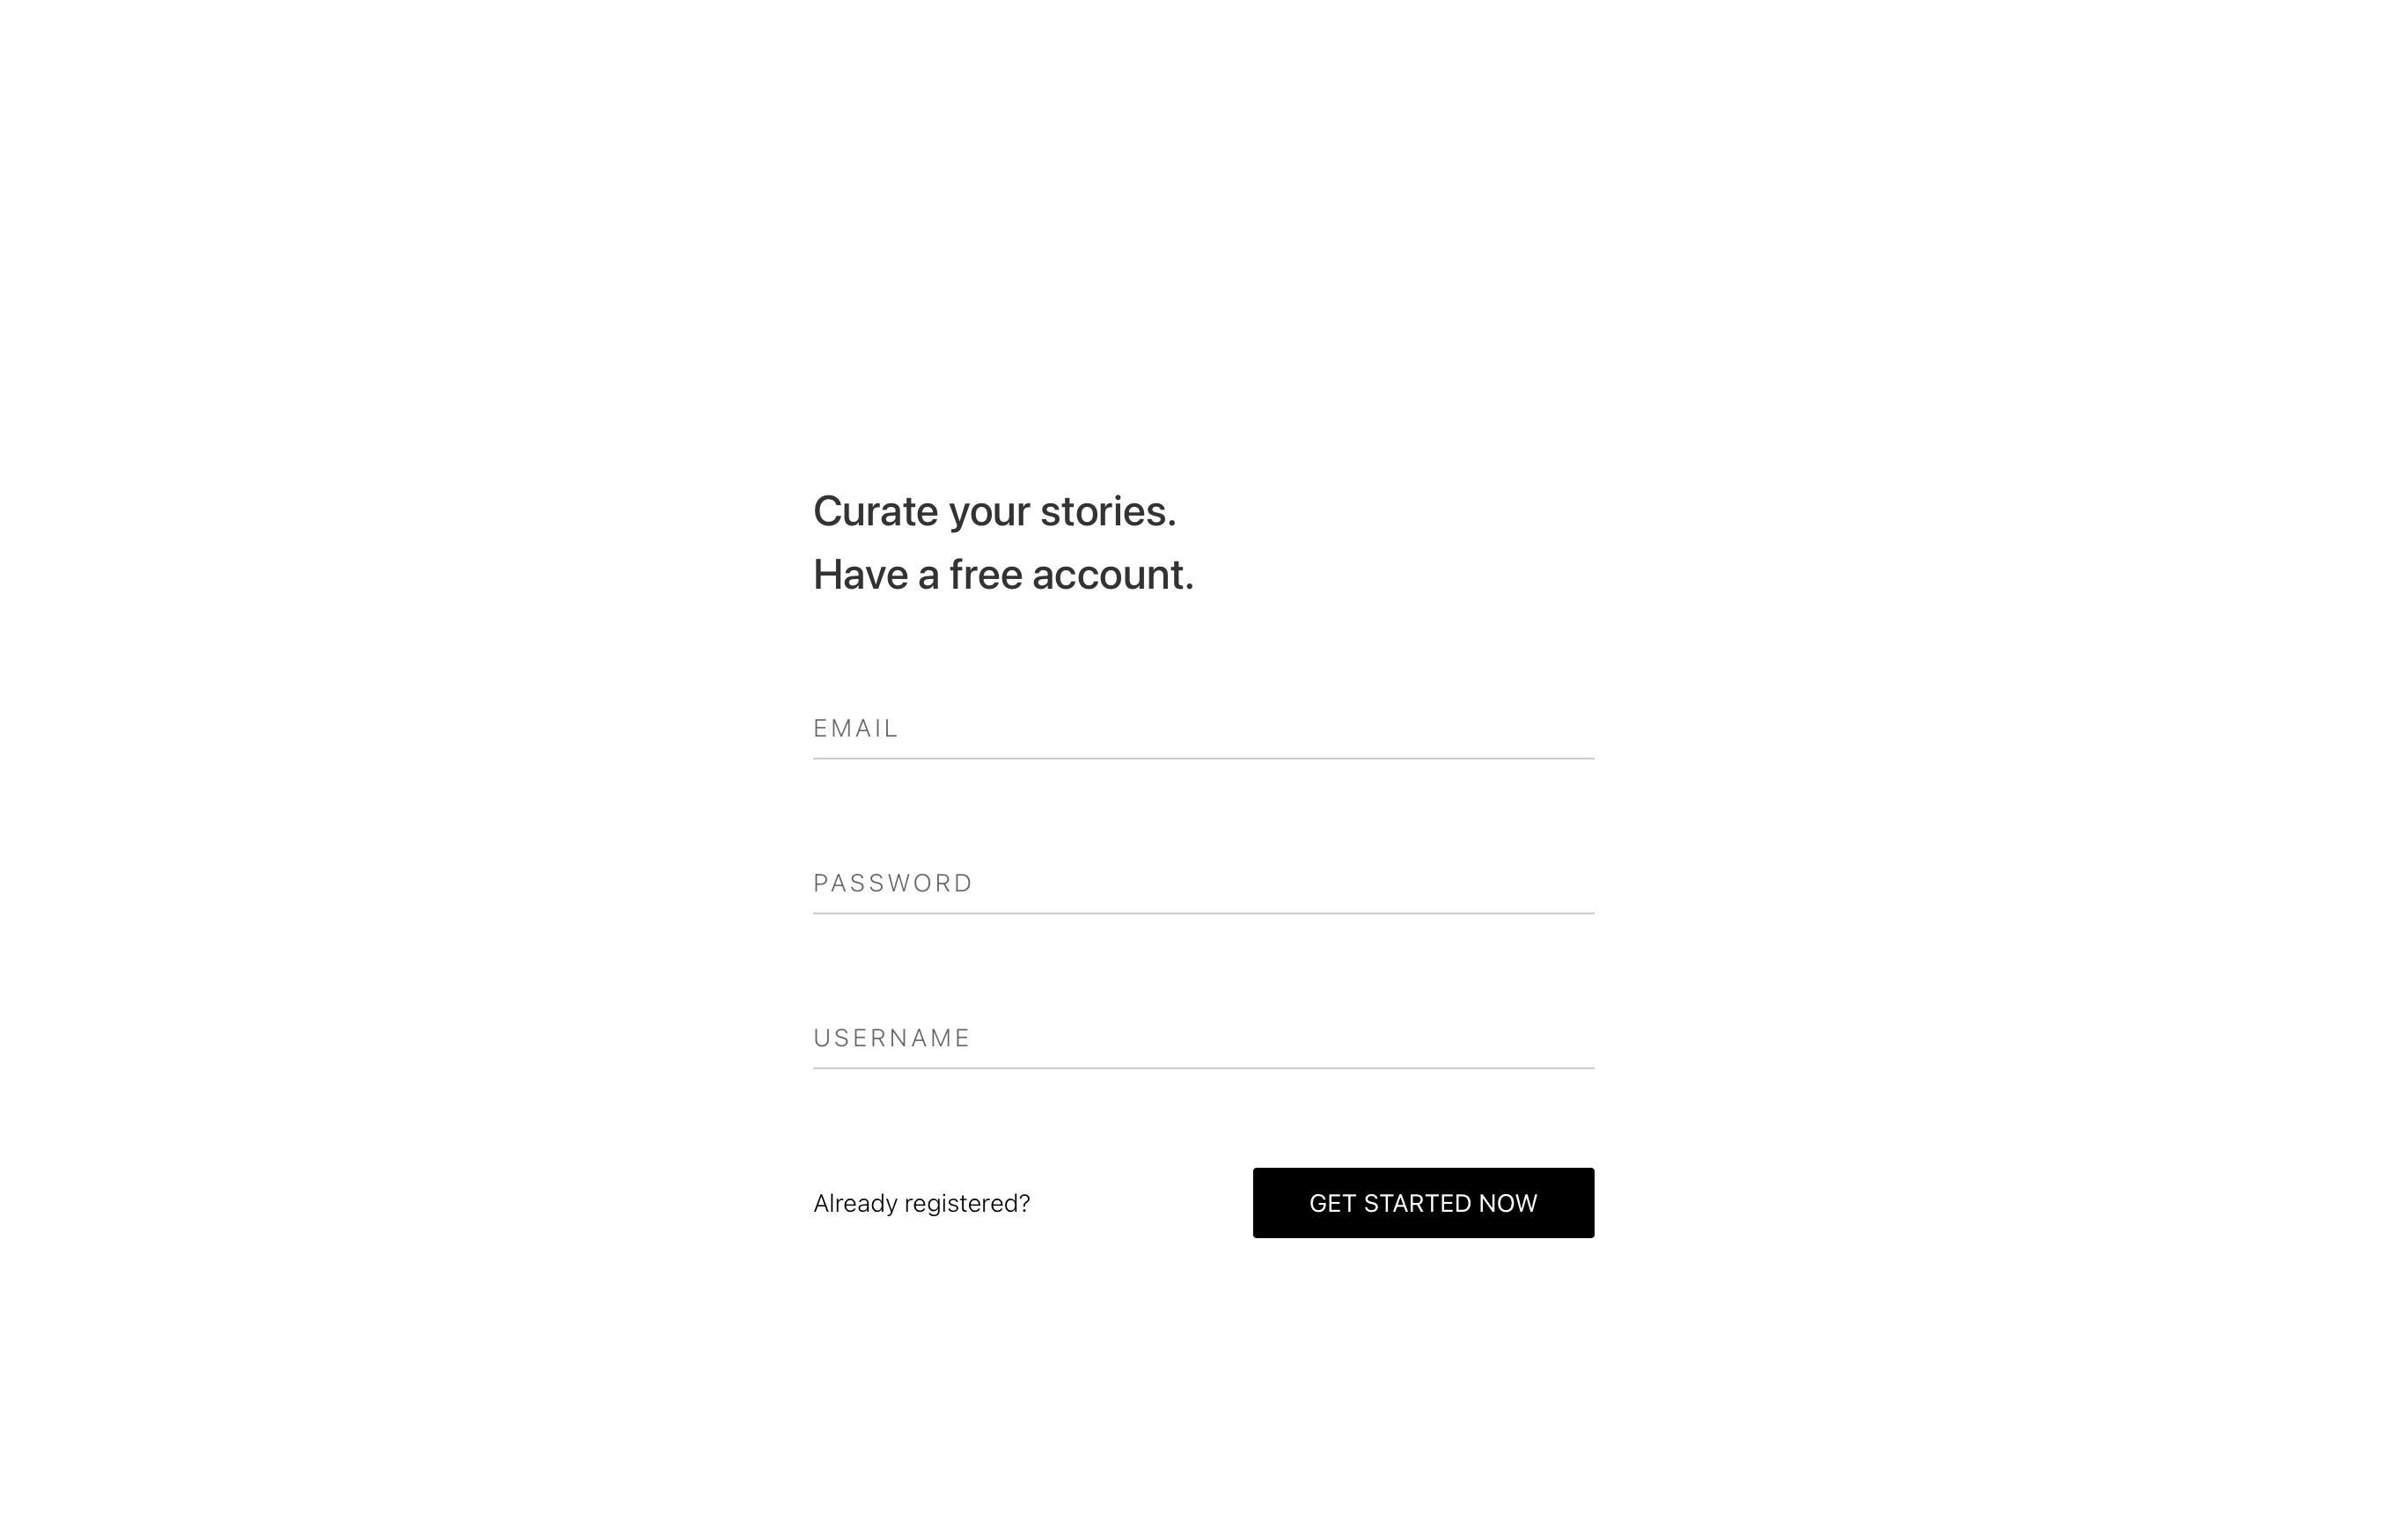 Curate your stories.
Have a free account.
EMAIL
PASSWORD
USERNAME
Already registered?
GET STARTED NOW